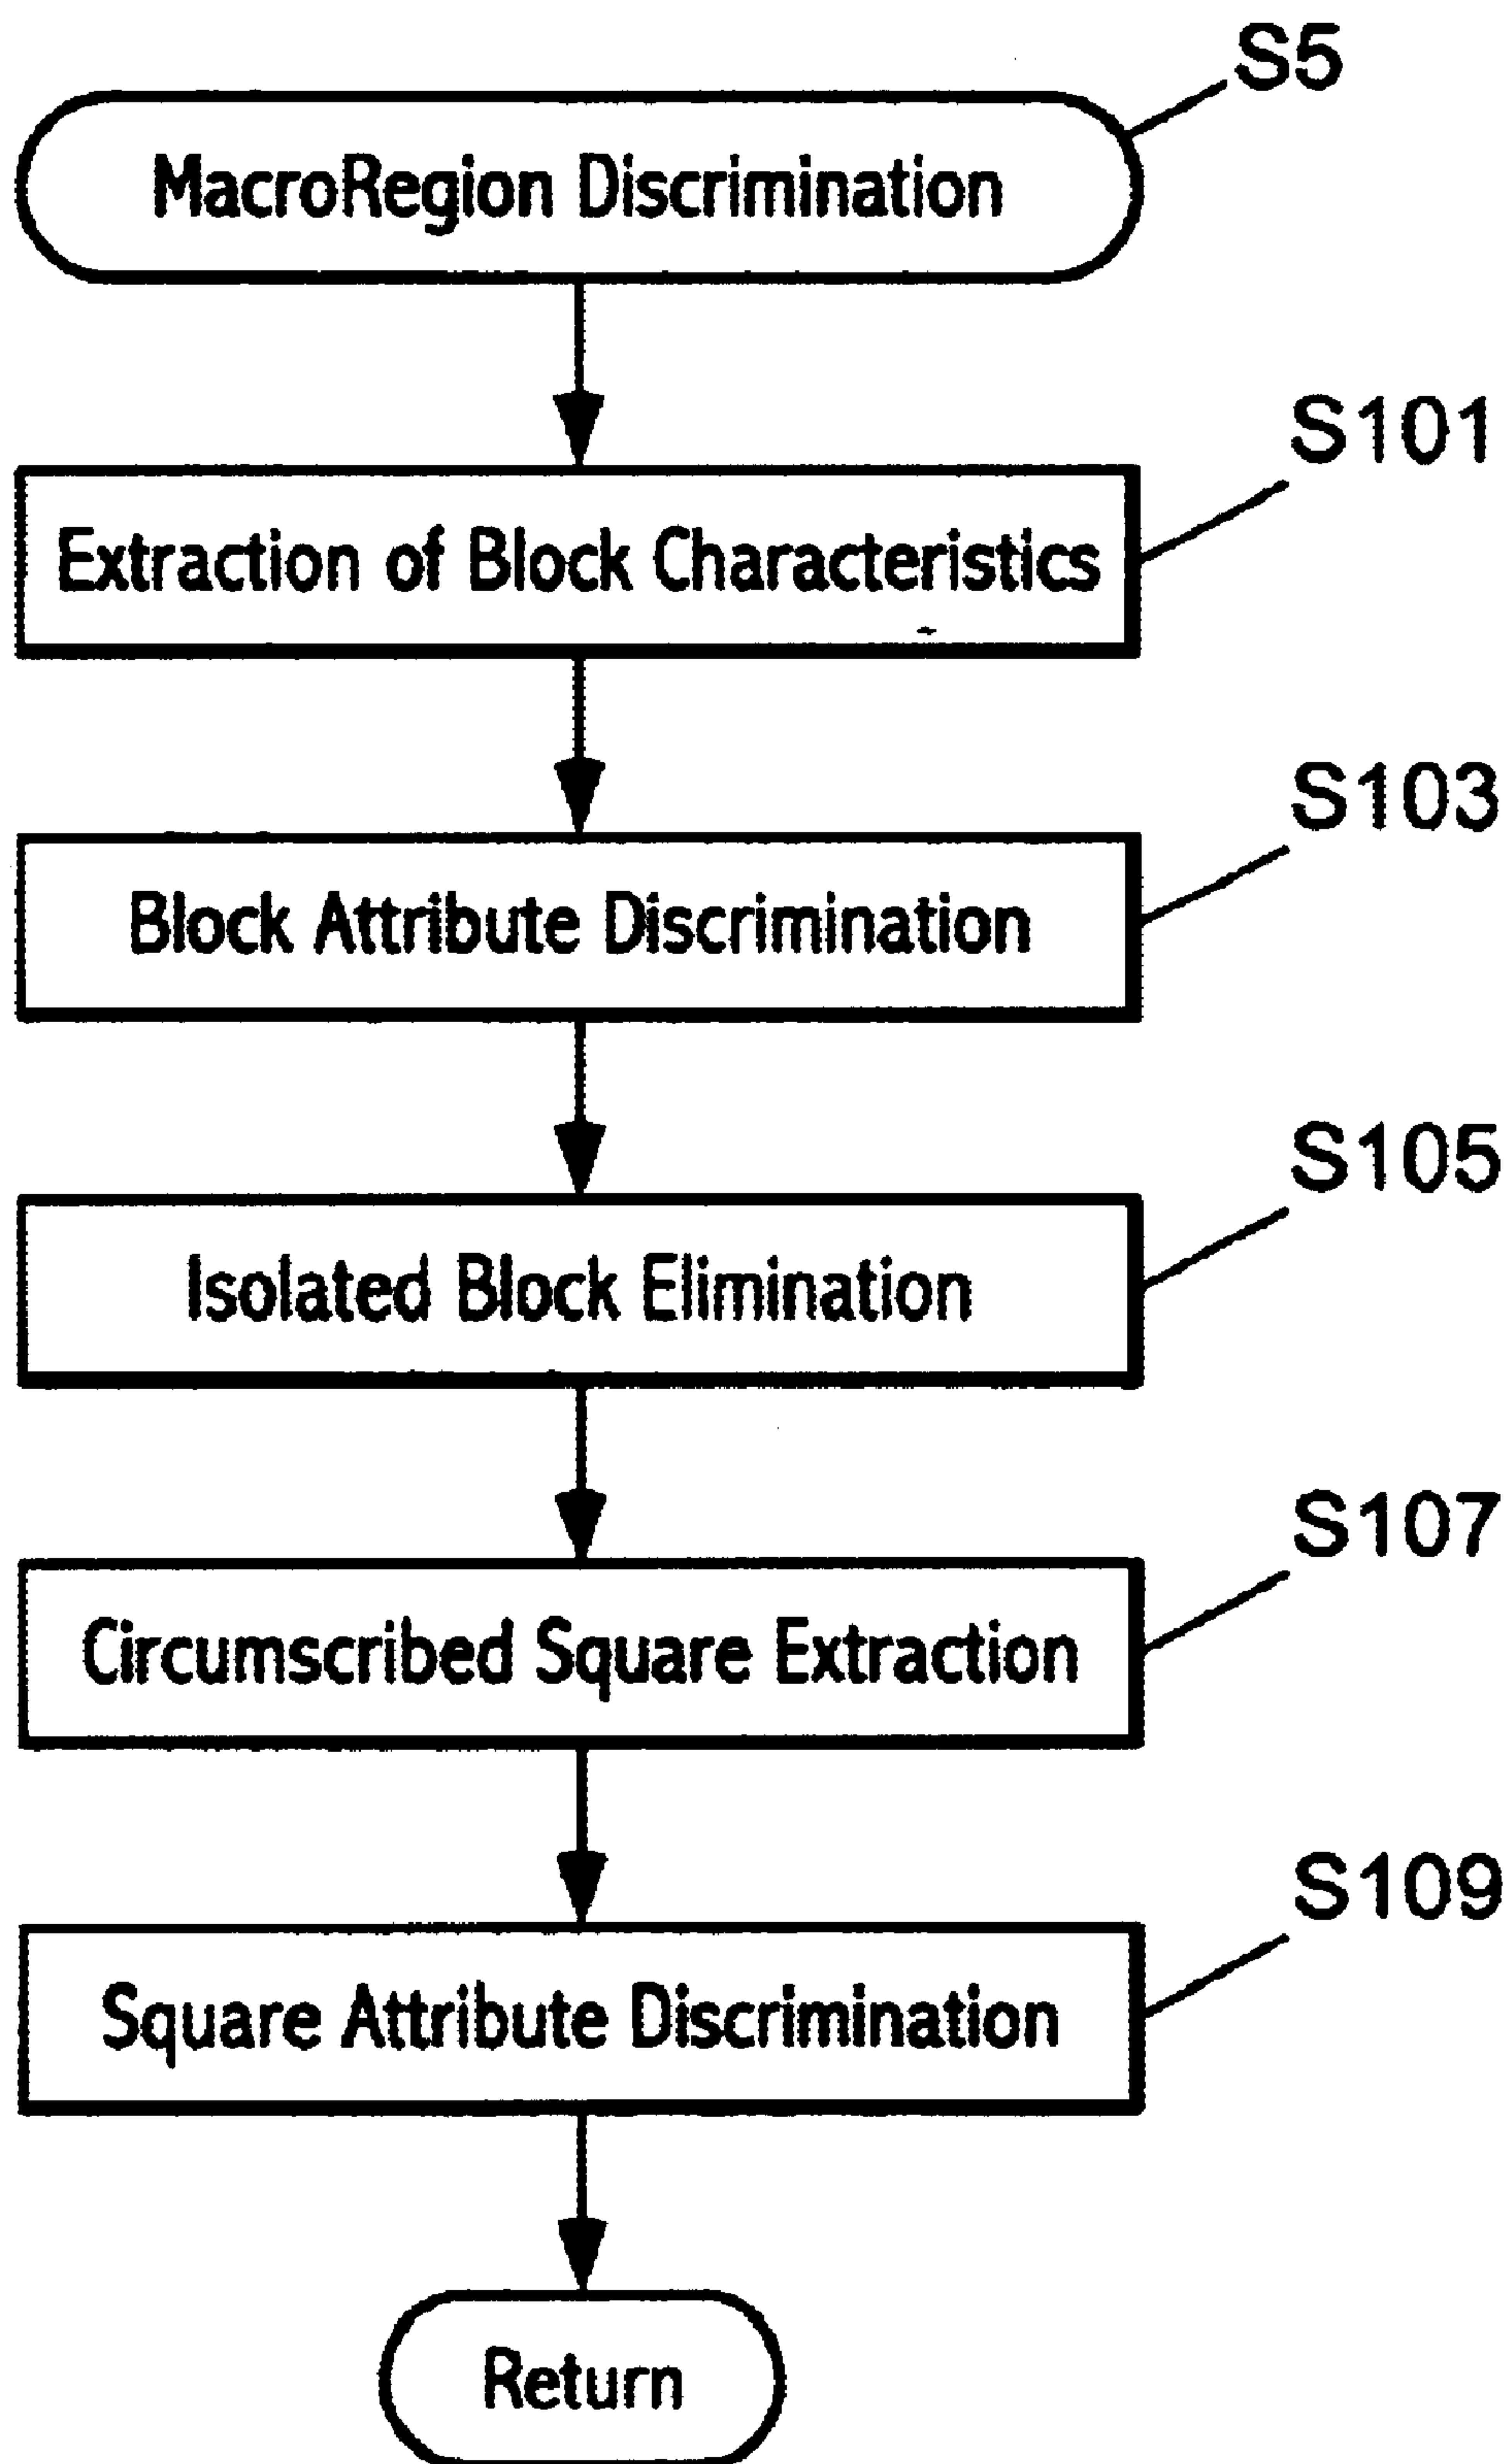 S5
MacroRegion Discrimination
S101
Extraction of Block Characteristics
S103
Block Attribute Discrimination
S105
Isolated Block Elimination
S107
Circumscribed Square Extraction
S109
Square Attribute Discrimination
Return